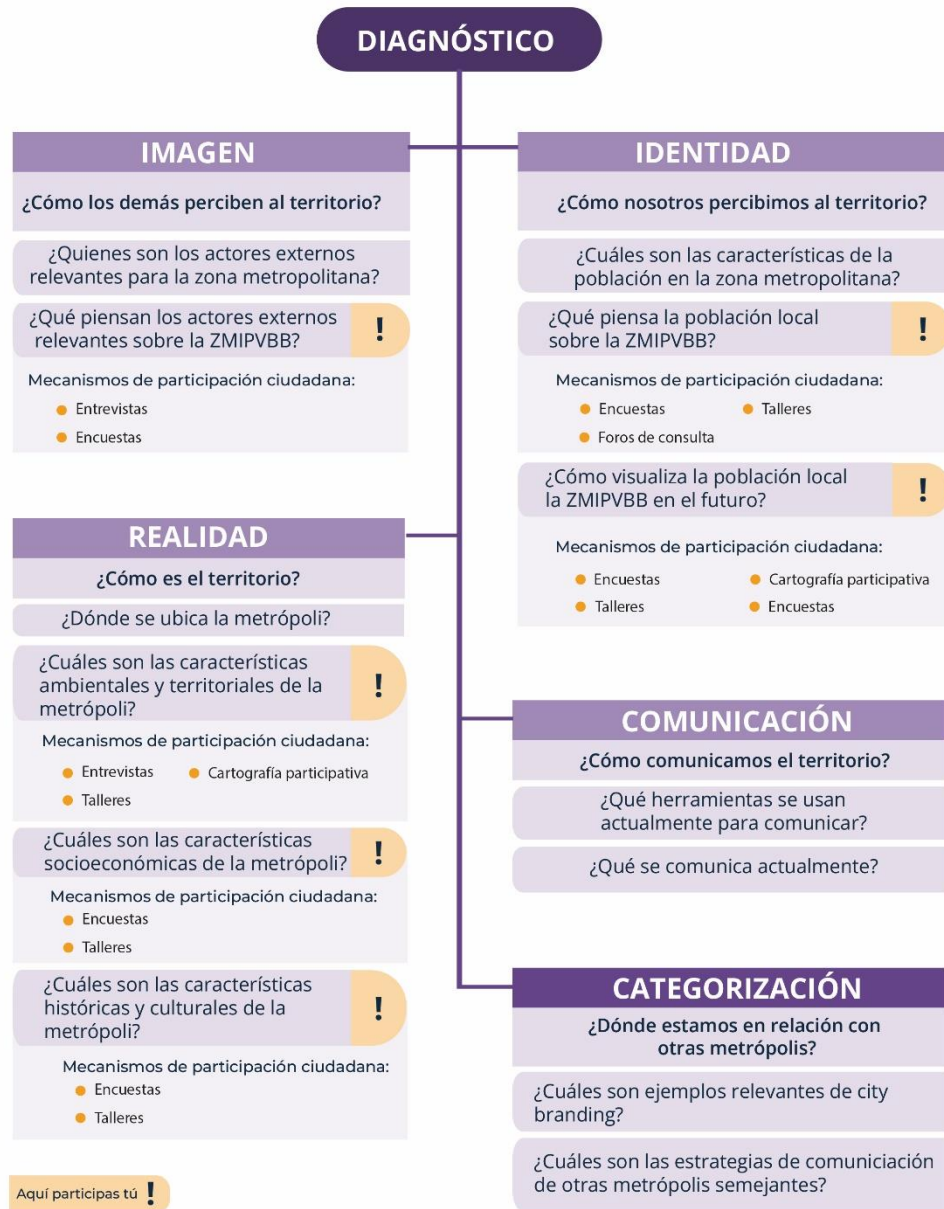 DIAGNÓSTICO
IMAGEN
¿Cómo los demás perciben al territorio?
¿Quienes son los actores externos
relevantes para la zona metropolitana?
¿Qué piensan los actores externos
relevantes sobre la ZMIPVBB?
!
Mecanismos de participación ciudadana:
Entrevistas
Encuestas
REALIDAD
¿Cómo es el territorio?
¿Dónde se ubica la metrópoli?
¿Cuáles son las características
ambientales y territoriales de la
metrópoli?
!
Mecanismos de participación ciudadana:
Entrevistas
Cartografía participativa
Talleres
¿Cuáles son las características
socioeconómicas de la metrópoli?
!
Mecanismos de participación ciudadana:
Encuestas
Talleres
¿Cuáles son las características
históricas y culturales de la
metrópoli?
!
Mecanismos de participación ciudadana:
Encuestas
Talleres
Aquí participas tú !
IDENTIDAD
¿Cómo nosotros percibimos al territorio?
¿Cuáles son las características de la
población en la zona metropolitana?
¿Qué piensa la población local
sobre la ZMIPVBB?
!
Mecanismos de participación ciudadana:
Encuestas
Talleres
Foros de consulta
¿Cómo visualiza la población local
la ZMIPVBB en el futuro?
!
Mecanismos de participación ciudadana:
Encuestas
Cartografía participativa
Talleres
Encuestas
COMUNICACIÓN
¿Cómo comunicamos el territorio?
¿Qué herramientas se usan
actualmente para comunicar?
¿Qué se comunica actualmente?
CATEGORIZACIÓN
¿Dónde estamos en relación con
otras metrópolis?
¿Cuáles son ejemplos relevantes de city
branding?
¿Cuáles son las estrategias de comuniciación
de otras metrópolis semejantes?